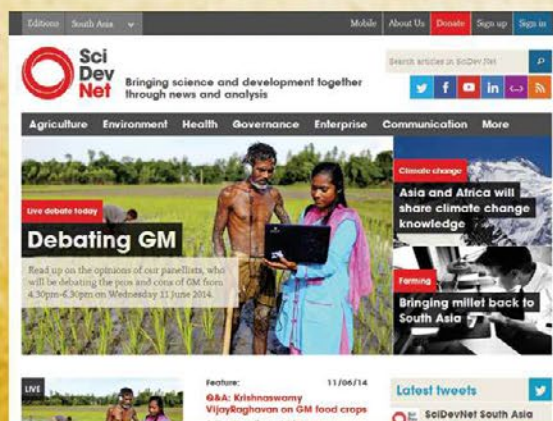 Editions South Asia
Mobile About Us Donate Sign up Sign in
Sci
Dev
Net
Bringing science and development together
through news and analysis
Search articles in SciDev.Net
Agriculture Environment Health Governance Enterprise Communication More
Live debate today
Debating GM
Read up on the opinions of our panellists, who
will be debating the pros and cons of GM from
4.30pm-6.30pm on Wednesday 11 June 2014.
Climate change
Asia and Africa will
share climate change
knowledge
Farming
Bringing millet back to
South Asia
LIVE
Feature: 11/06/14
Q&A: Krishnaswamy
VijayRaghavan on GM food crops
Latest tweets
SciDevNet South Asia